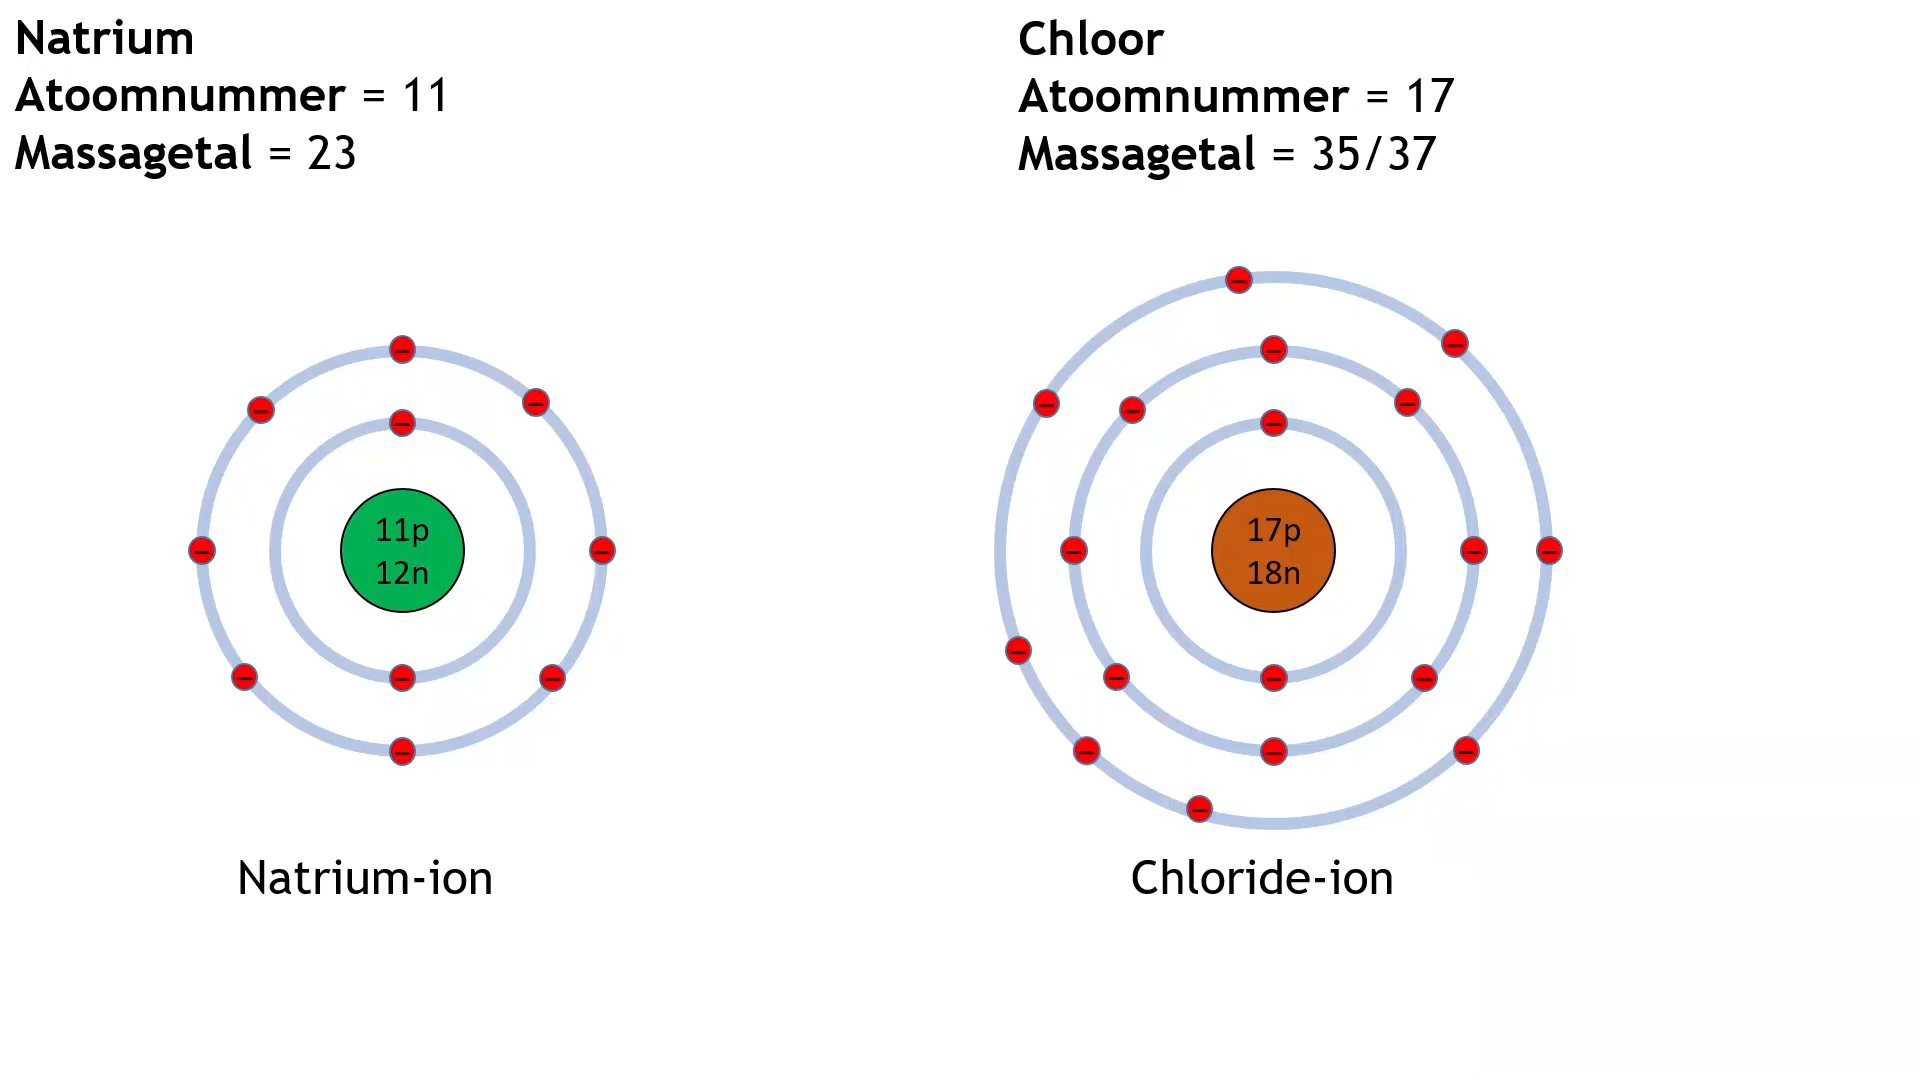 Natrium
Atoomnummer = 11
Massagetal = 23
Chloor
Atoomnummer = 17
Massagetal = 35/37
11p
12n
17p
18n
Natrium-ion
Chloride-ion